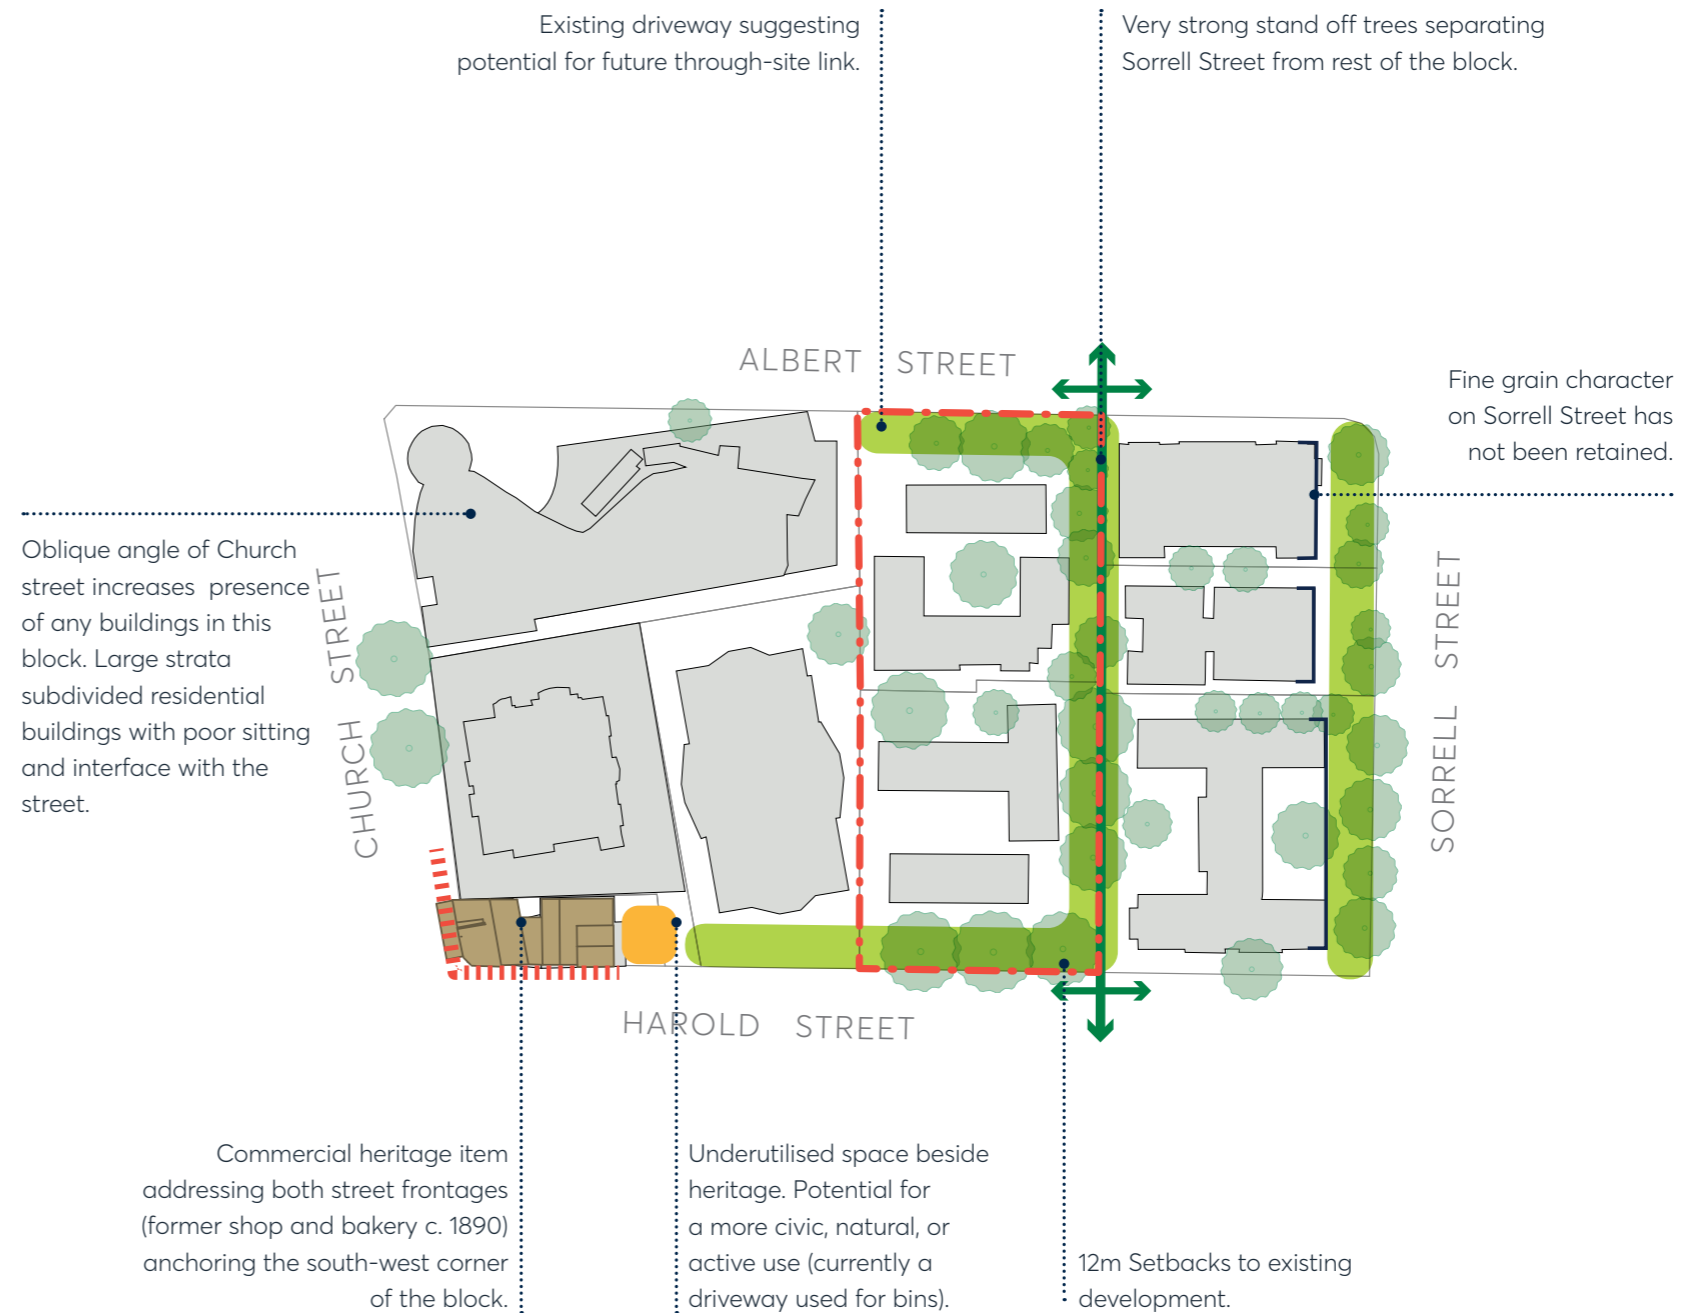 Existing driveway suggesting
potential for future through-site link.
Very strong stand off trees separating
Sorrell Street from rest of the block.
ALBERT STREET
Fine grain character
on Sorrell Street has
not been retained.
Oblique angle of Church
street increases presence
of any buildings in this
block. Large strata
subdivided residential
buildings with poor sitting
and interface with the
street.
CHURCH STREET
SORRELL STREET
HAROLD STREET
Commercial heritage item
addressing both street frontages
(former shop and bakery c. 1890)
anchoring the south-west corner
of the block.
Underutilised space beside
heritage. Potential for
a more civic, natural, or
active use (currently a
driveway used for bins).
12m Setbacks to existing
development.